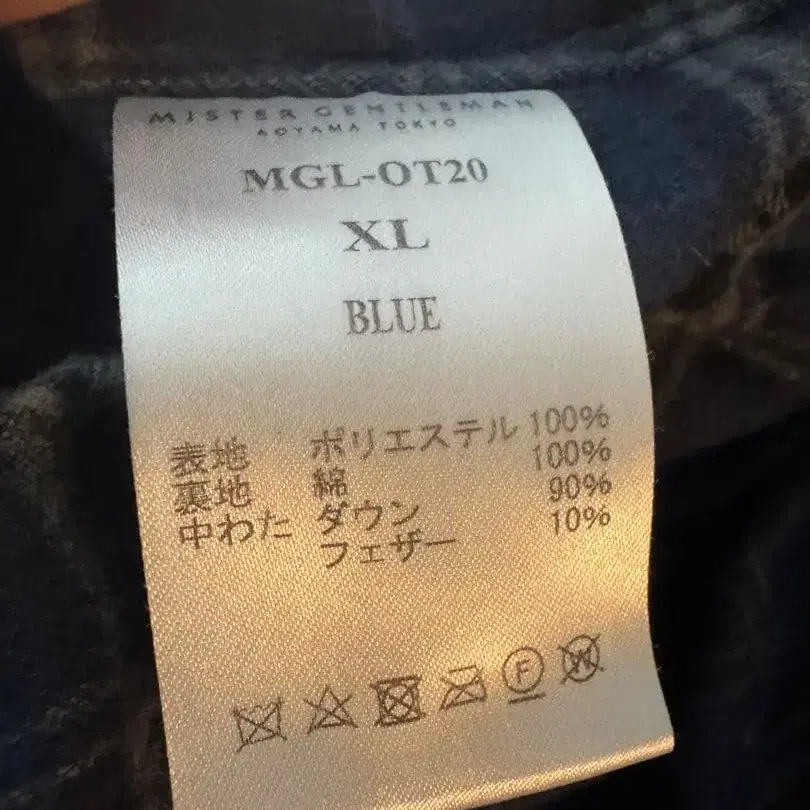 MISTER GENTLEMAN
AOYAMA TOKYO
MGL-OT20
XL
BLUE
表地 ポリエステル 100%
裏地 綿 100%
中わた ダウン 90%
フェザー 10%
F
W